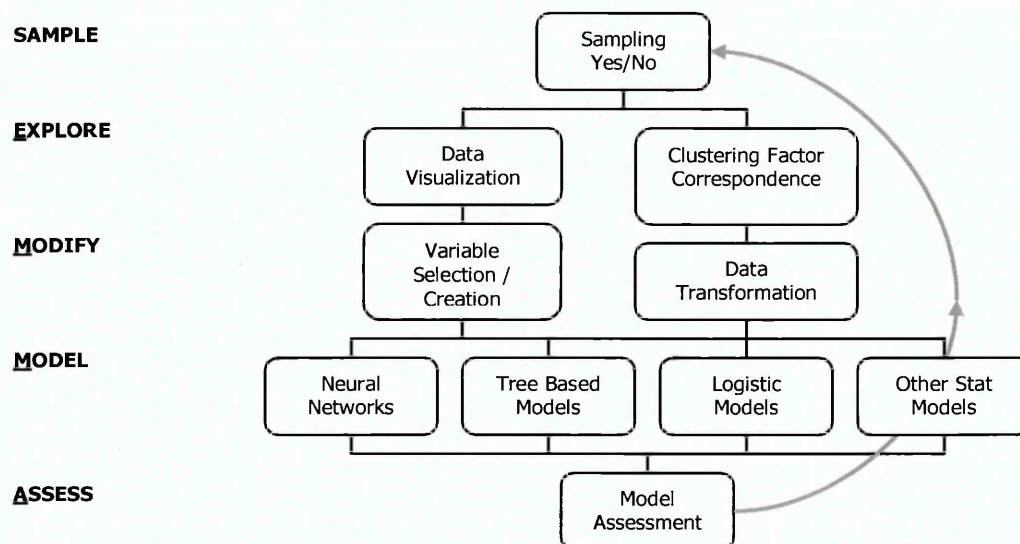 SAMPLE
Sampling
Yes/No
EXPLORE
Data
Visualization
Clustering Factor
Correspondence
MODIFY
Variable
Selection /
Creation
Data
Transformation
MODEL
Neural
Networks
Tree Based
Models
Logistic
Models
Other Stat
Models
ASSESS
Model
Assessment